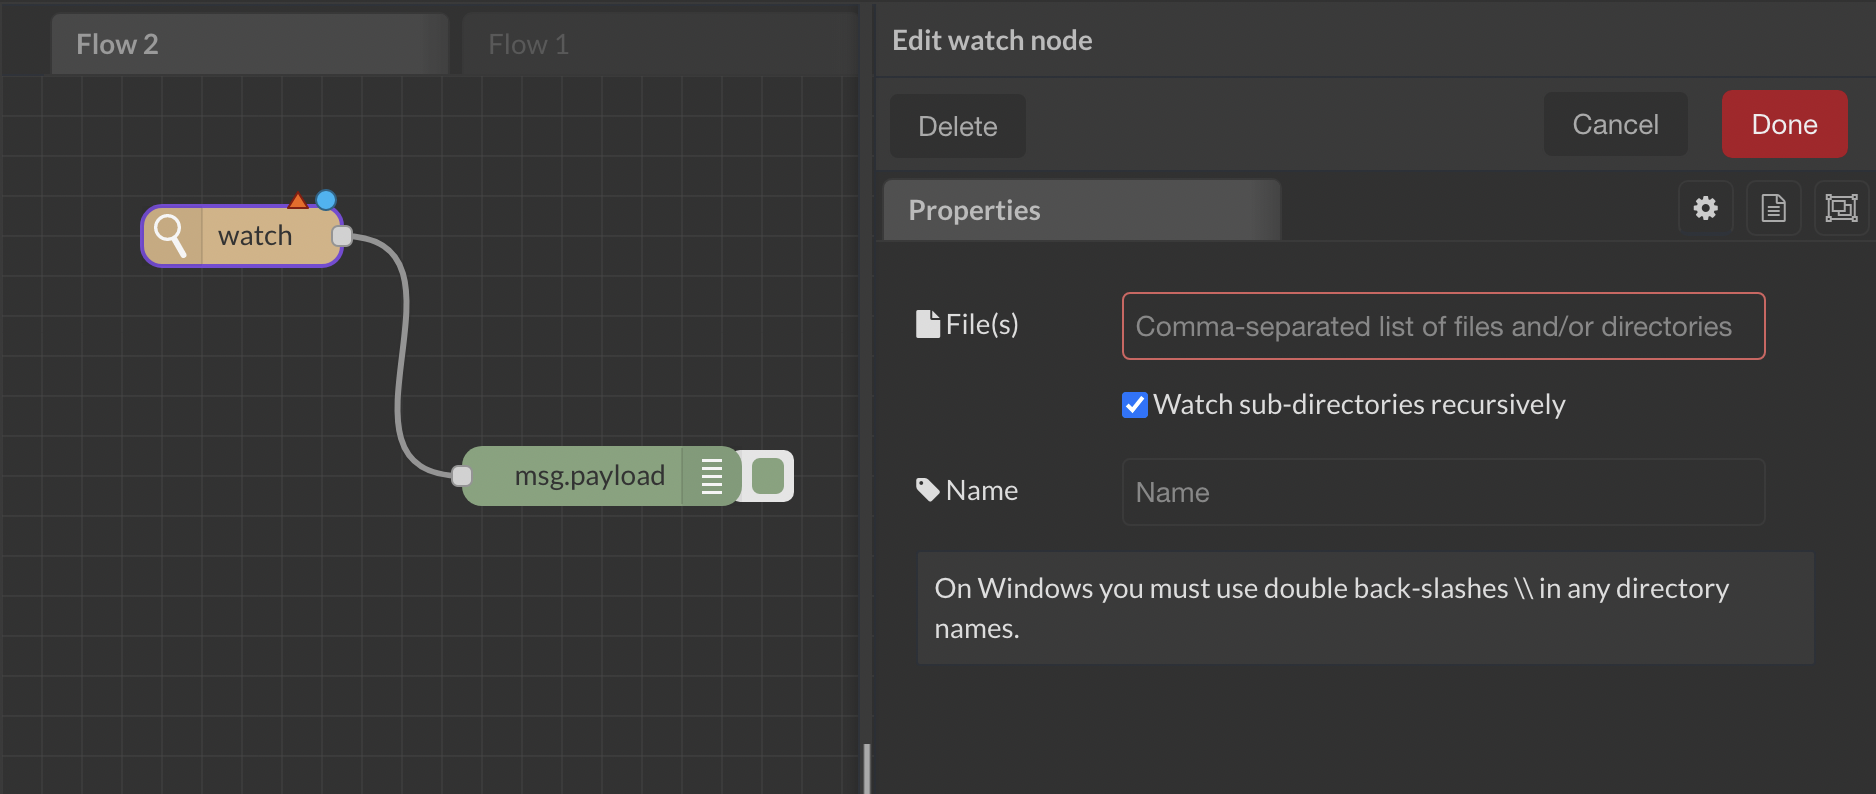 Flow 2
Flow 1
watch
msg.payload
Edit watch node
Delete
Cancel
Done
Properties
File(s)
Comma-separated list of files and/or directories
Watch sub-directories recursively
Name
Name
On Windows you must use double back-slashes \\ in any directory
names.